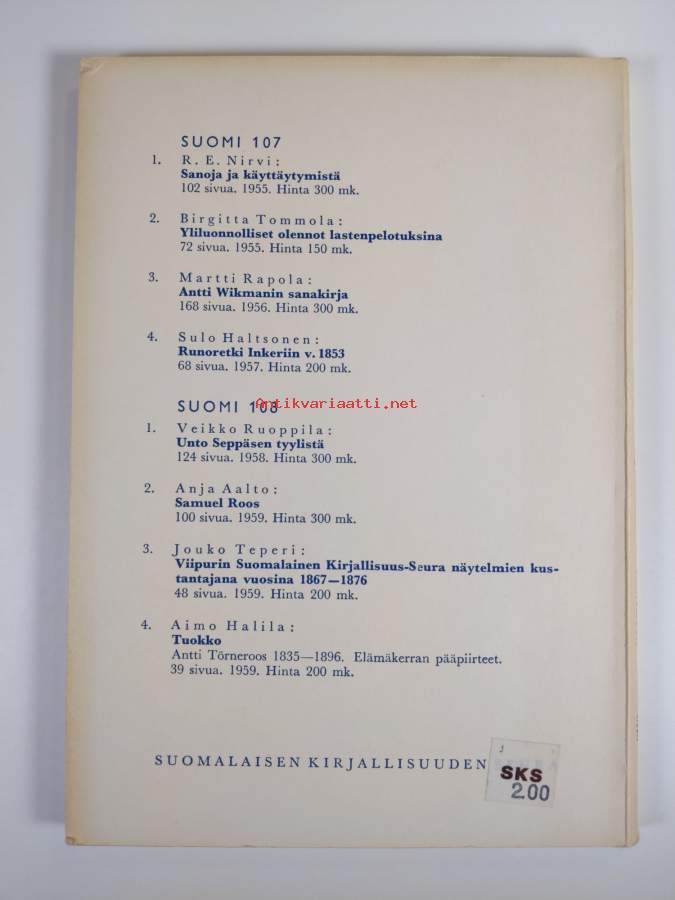 SUOMI 107
1. R. E. Nirvi:
Sanoja ja käyttäytymistä
102 sivua. 1955. Hinta 300 mk.
2. Birgitta Tommola:
Yliluonnolliset olennot lastenpelotuksina
72 sivua. 1955. Hinta 150 mk.
3. Martti Rapola:
Antti Wikmanin sanakirja
168 sivua. 1956. Hinta 300 mk.
4. Sulo Haltsonen:
Runoretki Inkeriin v. 1853
68 sivua. 1957. Hinta 200 mk.
Antikvariaatti.net
SUOMI 108
1. Veikko Ruoppila:
Unto Seppäsen tyylistä
124 sivua. 1958. Hinta 300 mk.
2. Anja Aalto:
Samuel Roos
100 sivua. 1959. Hinta 300 mk.
3. Jouko Teperi:
Viipurin Suomalainen Kirjallisuus-Seura näytelmien kus-
tantajana vuosina 1867—1876
48 sivua. 1959. Hinta 200 mk.
4. Aimo Halila:
Tuokko
Antti Törneroos 1835—1896. Elämäkerran pääpiirteet.
39 sivua. 1959. Hinta 200 mk.
SUOMALAISEN KIRJALLISUUDEN
SKS
2.00